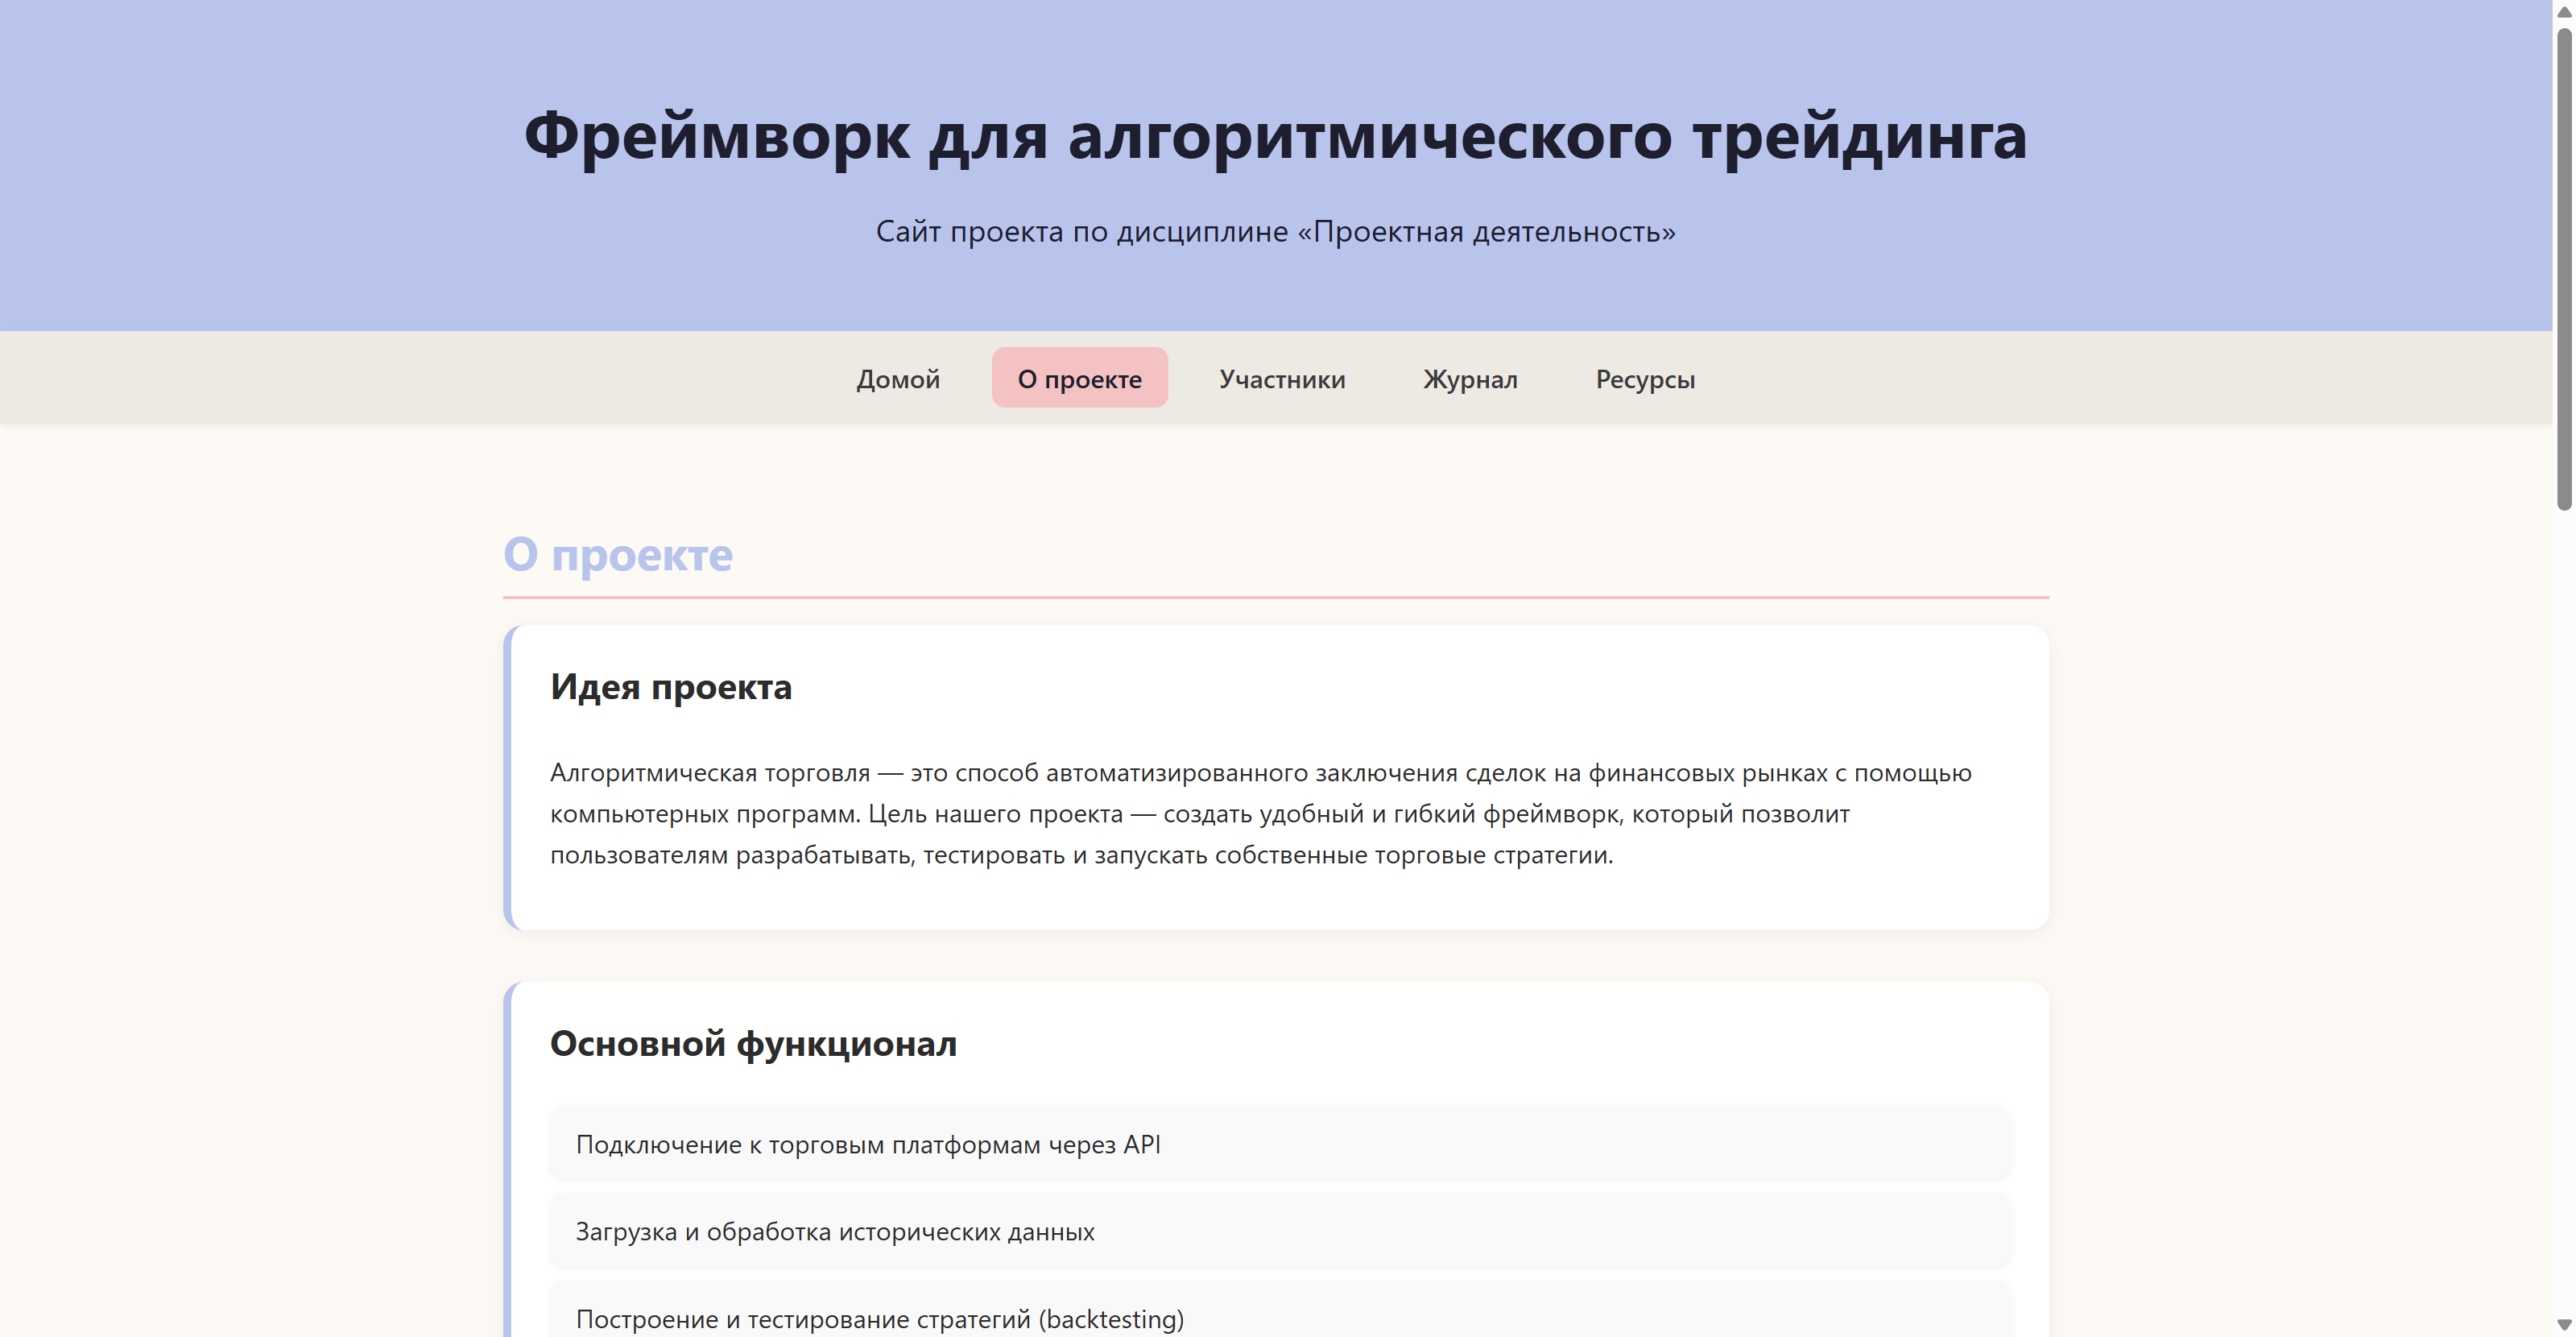 Фреймворк для алгоритмического трейдинга
Сайт проекта по дисциплине «Проектная деятельность»
Домой
О проекте
Участники
Журнал
Ресурсы
О проекте
Идея проекта
Алгоритмическая торговля — это способ автоматизированного заключения сделок на финансовых рынках с помощью
компьютерных программ. Цель нашего проекта — создать удобный и гибкий фреймворк, который позволит
пользователям разрабатывать, тестировать и запускать собственные торговые стратегии.
Основной функционал
Подключение к торговым платформам через API
Загрузка и обработка исторических данных
Построение и тестирование стратегий (backtesting)